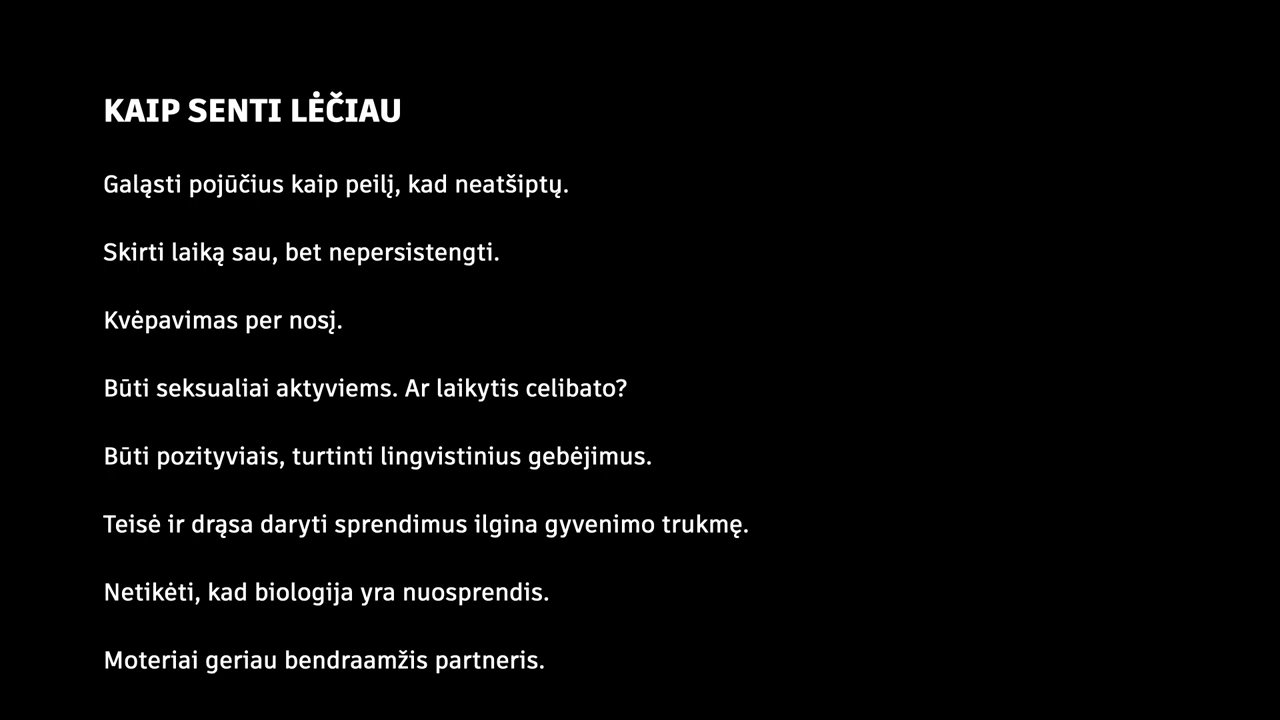 KAIP SENTI LĖČIAU
Galąsti pojūčius kaip peilį, kad neatšiptų.
Skirti laiką sau, bet nepersistengti.
Kvėpavimas per nosį.
Būti seksualiai aktyviems. Ar laikytis celibato?
Būti pozityviais, turtinti lingvistinius gebėjimus.
Teisė ir drąsa daryti sprendimus ilgina gyvenimo trukmę.
Netikėti, kad biologija yra nuosprendis.
Moteriai geriau bendraamžis partneris.